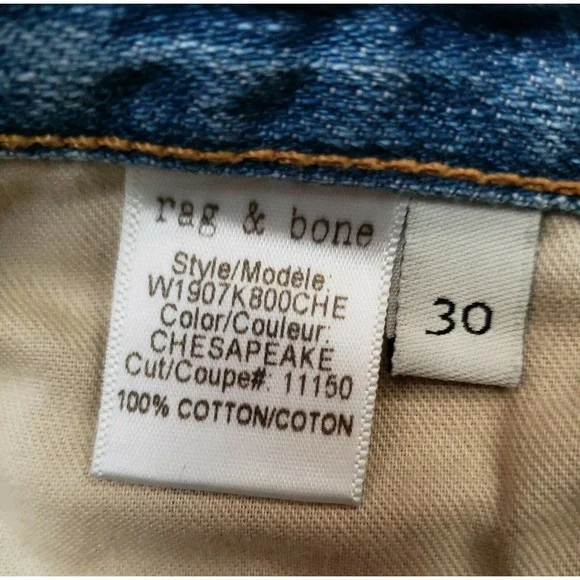 rag & bone
Style/Modèle:
W1907K800CHE
Color/Couleur:
CHESAPEAKE
Cut/Coupe#: 11150
100% COTTON/COTON
30